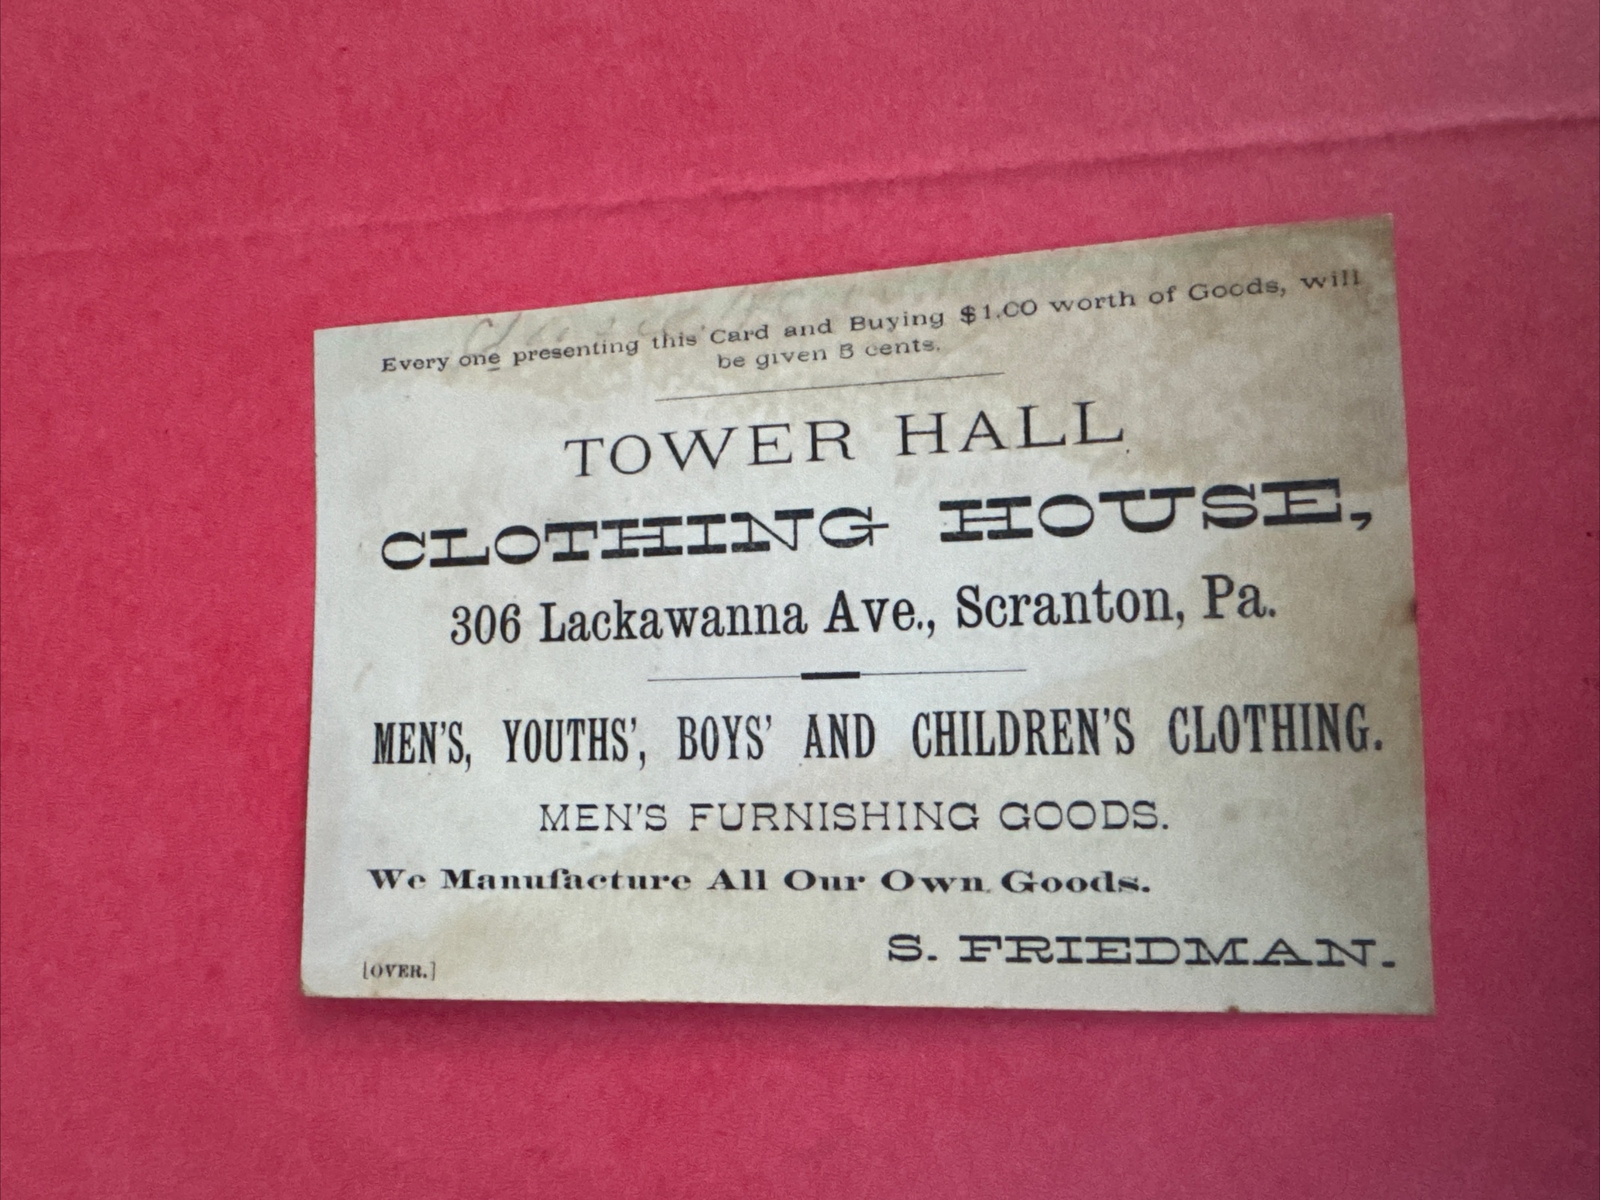 Every one presenting this Card and Buying $1.00 worth of Goods, will
be given 5 cents.
TOWER HALL
CLOTHING HOUSE,
306 Lackawanna Ave., Scranton, Pa.
MEN'S, YOUTHS', BOYS' AND CHILDREN'S CLOTHING.
MEN'S FURNISHING GOODS.
We Manufacture All Our Own Goods.
S. FRIEDMAN.
[OVER.]